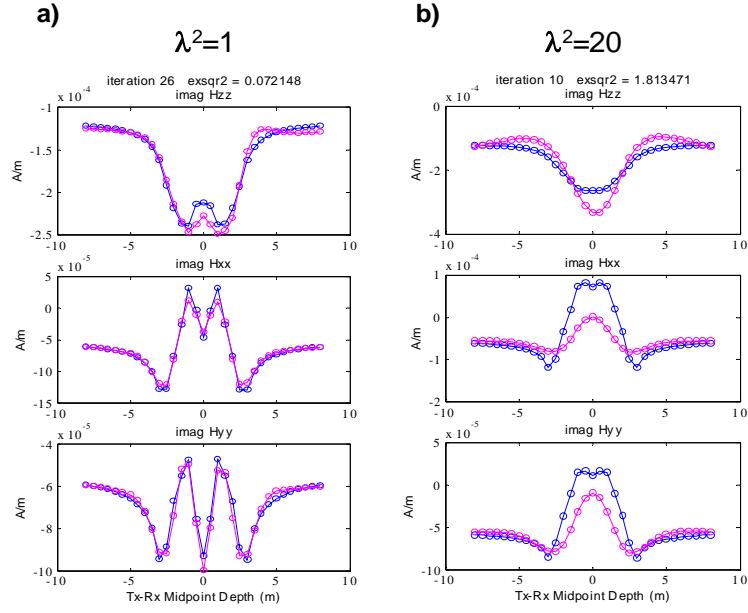 a)
λ²=1
iteration 26 exsqr2 = 0.072148
x 10⁻⁴
imag Hzz
-1
-1.5
-2
-2.5
A/m
-10 -5 0 5 10
x 10⁻⁵
imag Hxx
5
0
-5
-10
-15
A/m
-10 -5 0 5 10
x 10⁻⁵
imag Hyy
-4
-6
-8
-10
A/m
-10 -5 0 5 10
Tx-Rx Midpoint Depth (m)
b)
λ²=20
iteration 10 exsqr2 = 1.813471
x 10⁻⁴
imag Hzz
0
-2
-4
A/m
-10 -5 0 5 10
x 10⁻⁴
imag Hxx
1
0
-1
-2
A/m
-10 -5 0 5 10
x 10⁻⁵
imag Hyy
5
0
-5
-10
A/m
-10 -5 0 5 10
Tx-Rx Midpoint Depth (m)